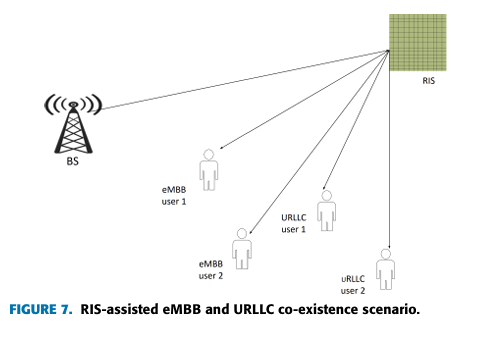 RIS
BS
eMBB
user 1
URLLC
user 1
eMBB
user 2
uRLLC
user 2
FIGURE 7. RIS-assisted eMBB and URLLC co-existence scenario.